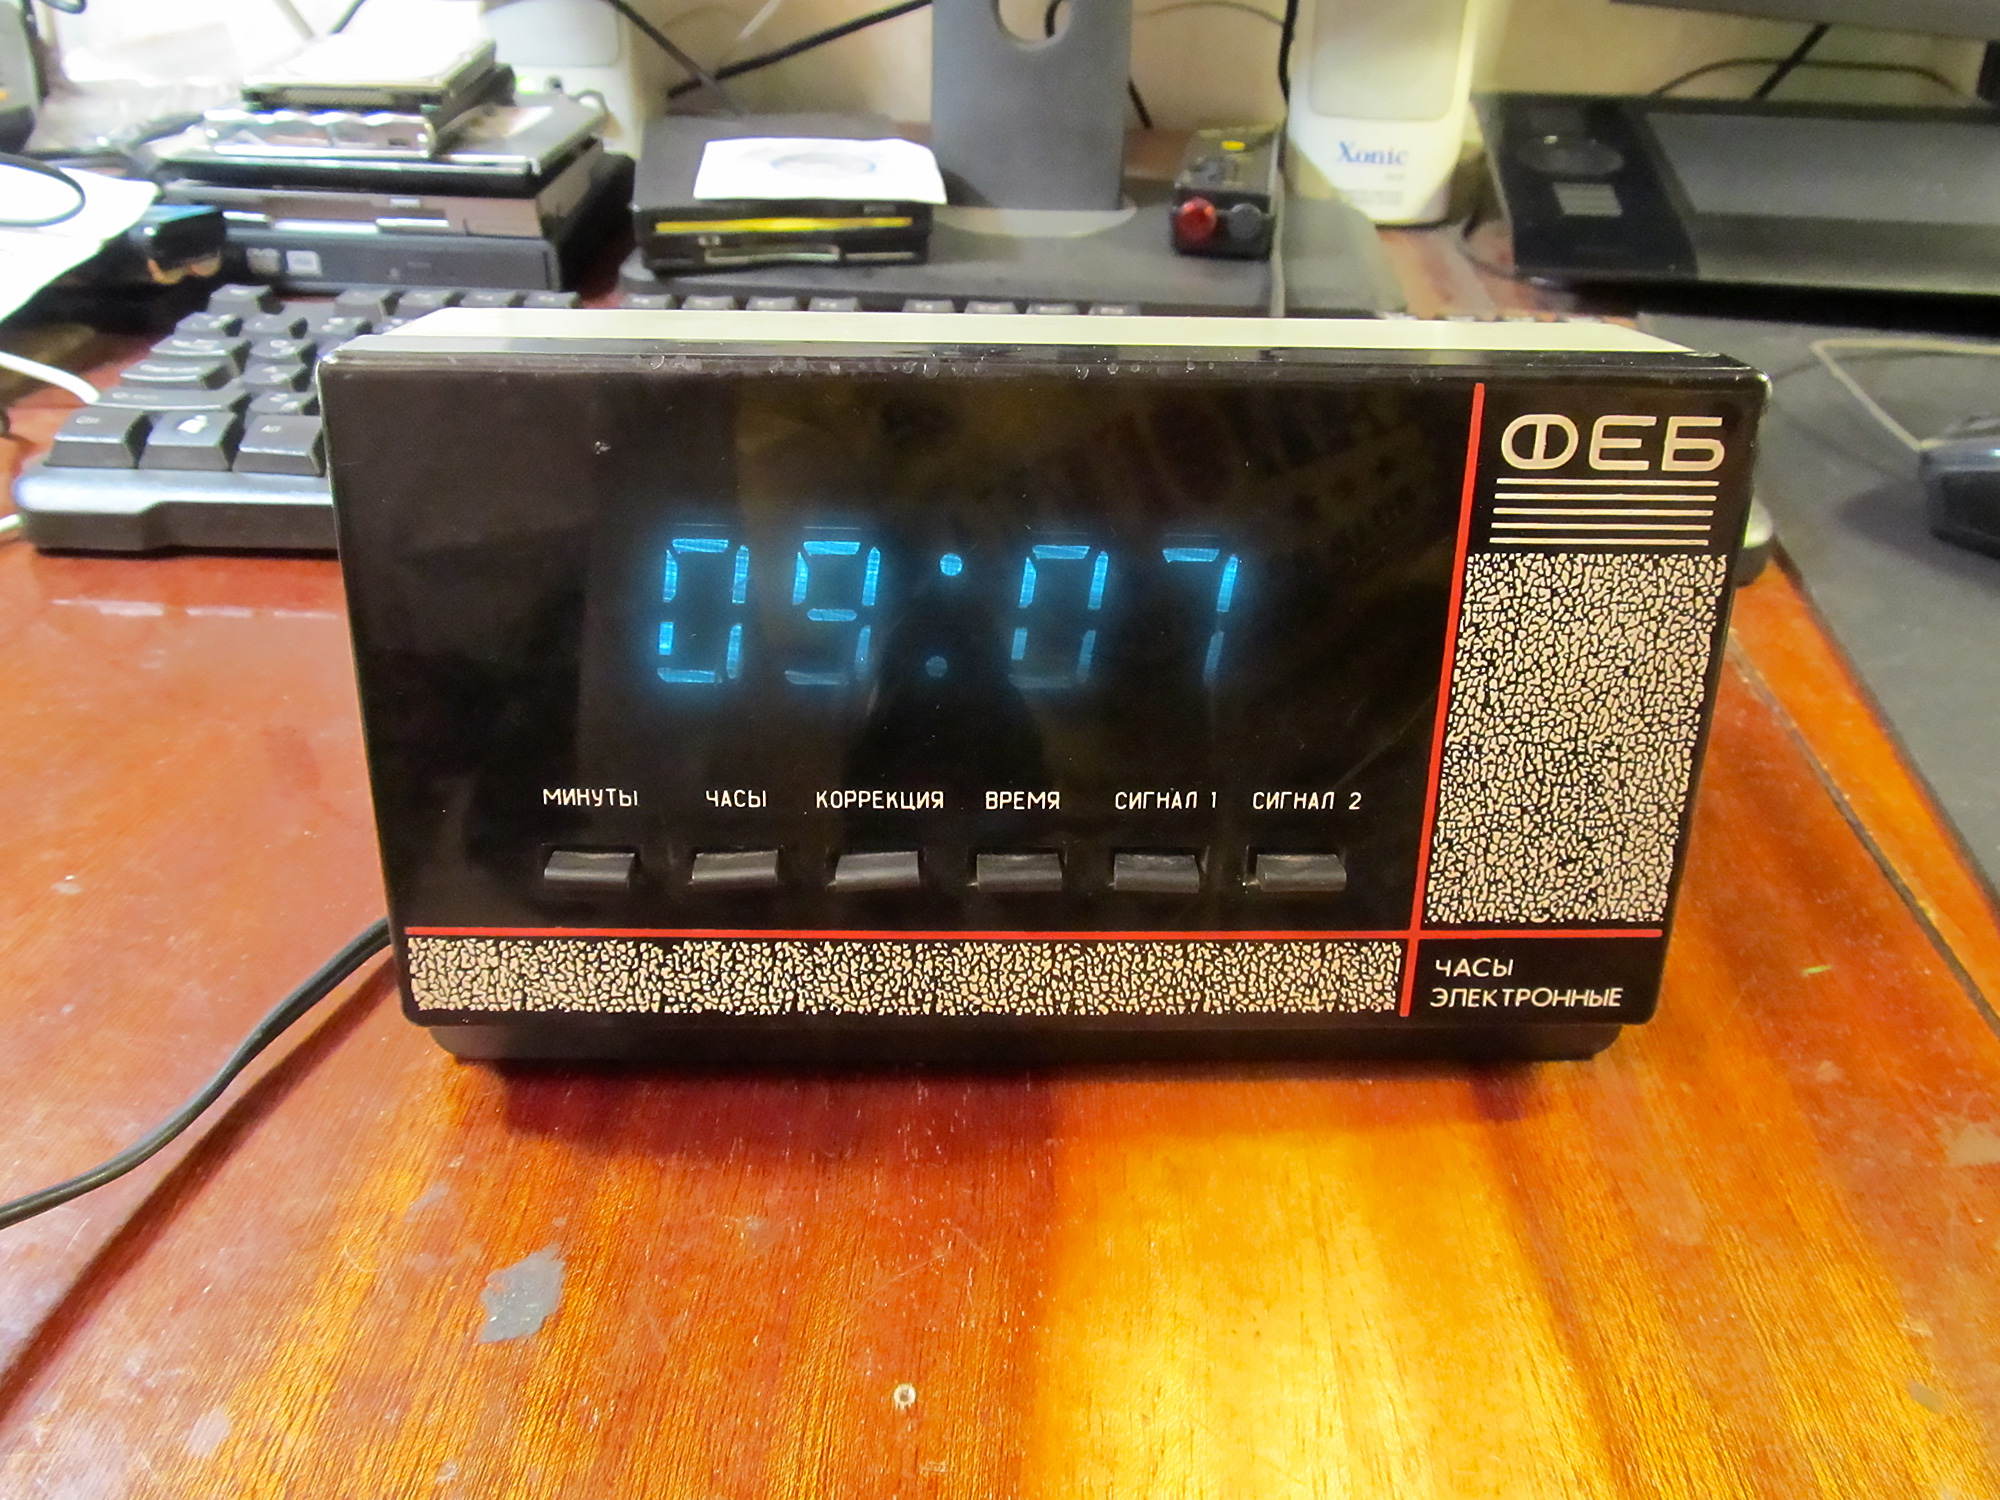 Xonic
ФЕБ
09:07
МИНУТЫ ЧАСЫ КОРРЕКЦИЯ ВРЕМЯ СИГНАЛ 1 СИГНАЛ 2
ЧАСЫ
ЭЛЕКТРОННЫЕ